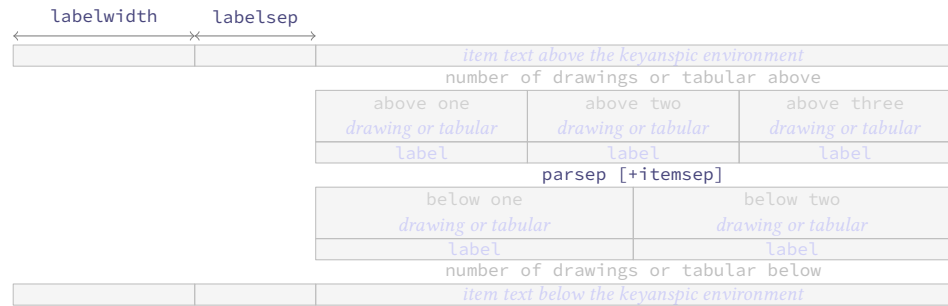 labelwidth labelsep
item text above the keyanspic environment
number of drawings or tabular above
above one above two above three
drawing or tabular drawing or tabular drawing or tabular
label label label
parsep [+itemsep]
below one below two
drawing or tabular drawing or tabular
label label
number of drawings or tabular below
item text below the keyanspic environment